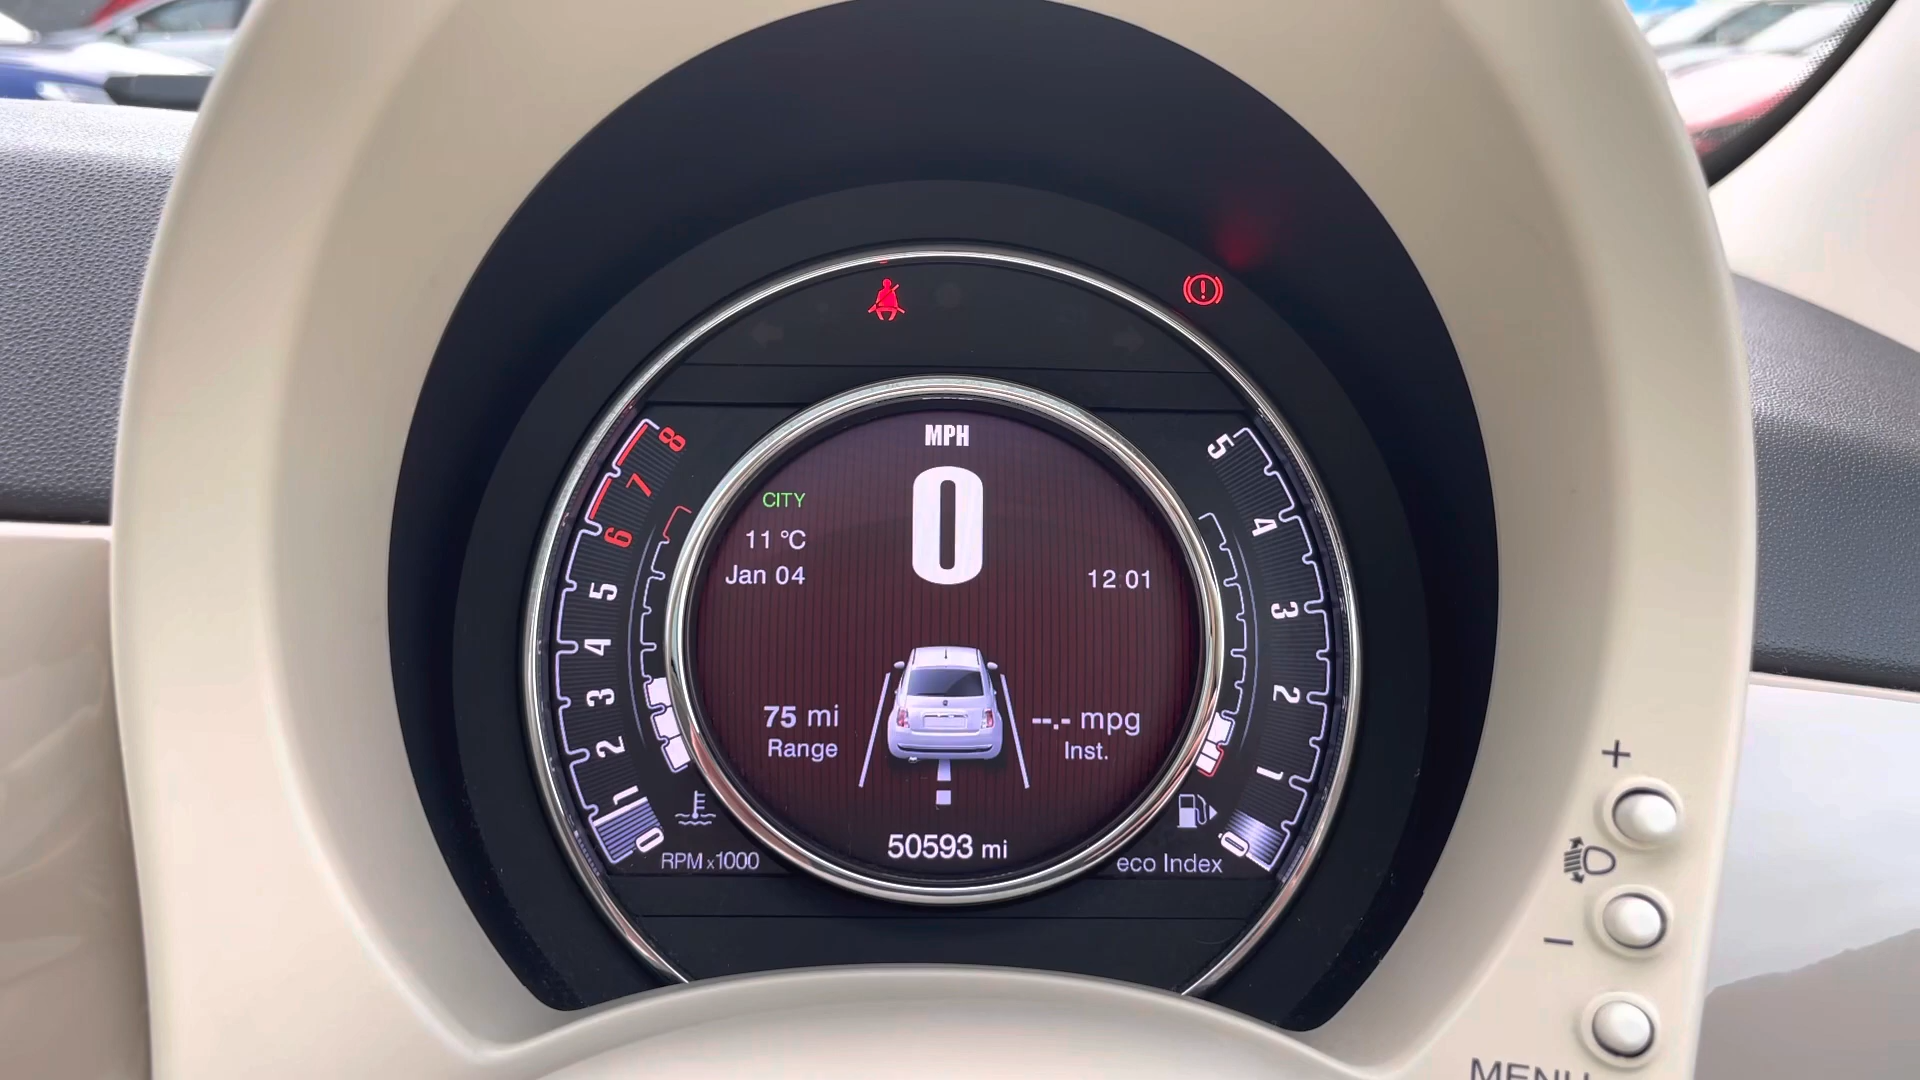 MPH
0
CITY
11 °C
Jan 04
12 01
75 mi
Range
--.- mpg
Inst.
50593 mi
8
7
6
5
4
3
2
1
0
RPM x1000
5
4
3
2
1
0
eco Index
+
−
MENU